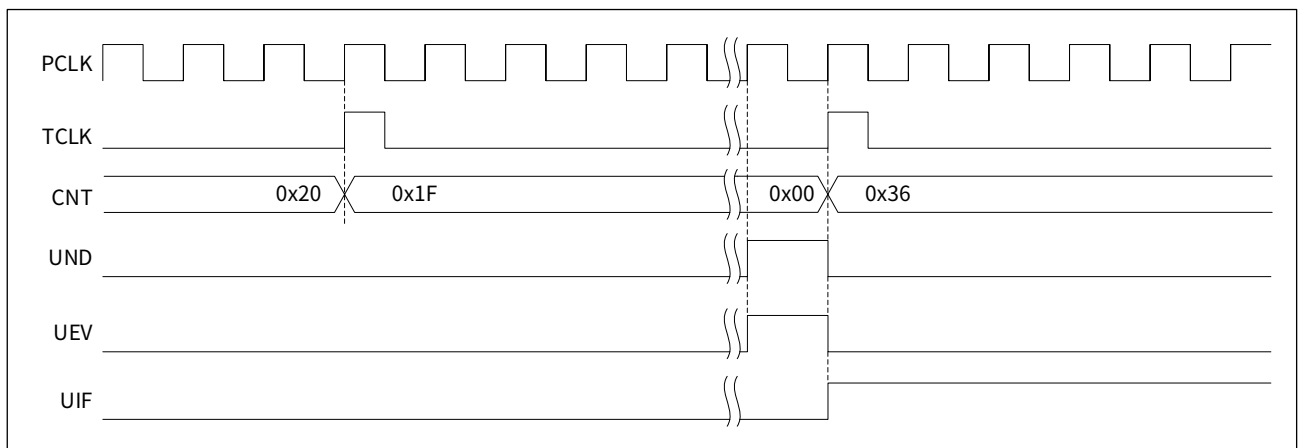 PCLK
TCLK
CNT 0x20 0x1F 0x00 0x36
UND
UEV
UIF